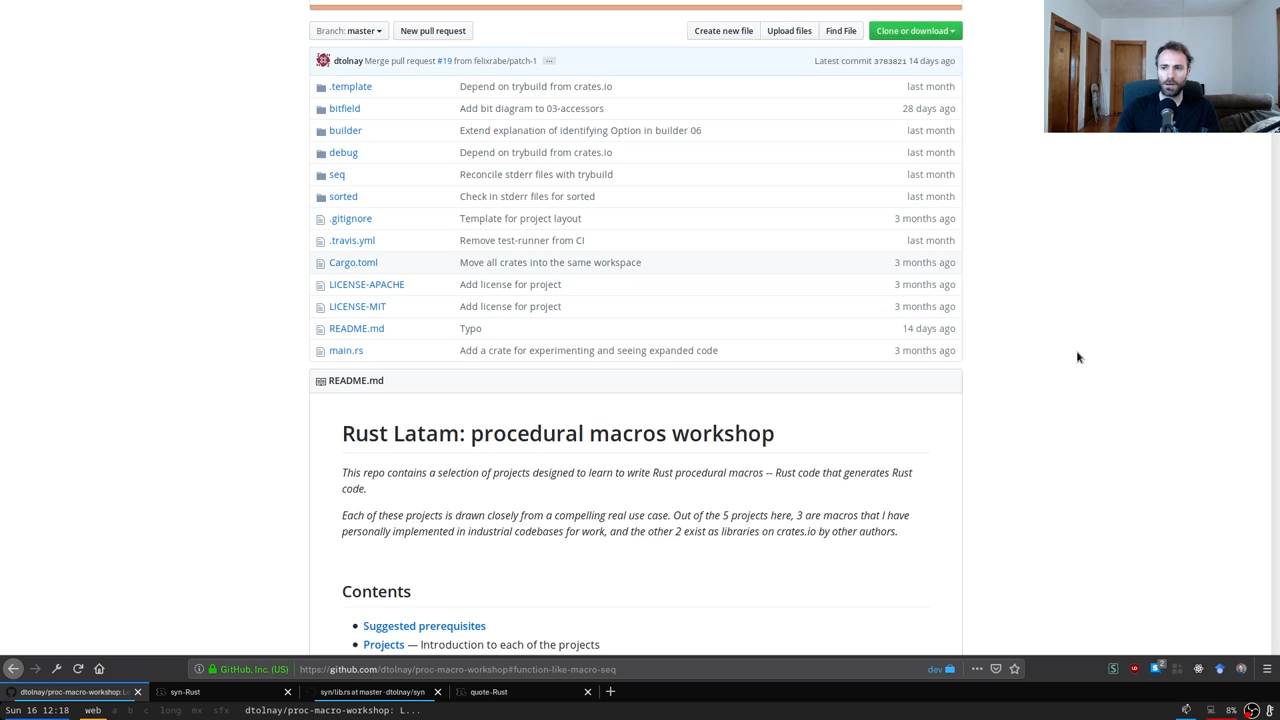 Branch: master
New pull request
Create new file
Upload files
Find File
Clone or download
dtolnay Merge pull request #19 from felixrabe/patch-1 ...
Latest commit 3783821 14 days ago
.template Depend on trybuild from crates.io last month
bitfield Add bit diagram to 03-accessors 28 days ago
builder Extend explanation of identifying Option in builder 06 last month
debug Depend on trybuild from crates.io last month
seq Reconcile stderr files with trybuild last month
sorted Check in stderr files for sorted last month
.gitignore Template for project layout 3 months ago
.travis.yml Remove test-runner from CI last month
Cargo.toml Move all crates into the same workspace 3 months ago
LICENSE-APACHE Add license for project 3 months ago
LICENSE-MIT Add license for project 3 months ago
README.md Typo 14 days ago
main.rs Add a crate for experimenting and seeing expanded code 3 months ago
README.md
Rust Latam: procedural macros workshop
This repo contains a selection of projects designed to learn to write Rust procedural macros -- Rust code that generates Rust
code.
Each of these projects is drawn closely from a compelling real use case. Out of the 5 projects here, 3 are macros that I have
personally implemented in industrial codebases for work, and the other 2 exist as libraries on crates.io by other authors.
Contents
Suggested prerequisites
Projects — Introduction to each of the projects
GitHub, Inc. (US) https://github.com/dtolnay/proc-macro-workshop#function-like-macro-seq dev
dtolnay/proc-macro-workshop: L syn - Rust syn/lib.rs at master · dtolnay/syn quote - Rust
Sun 16 12:18 web a b c long mx sfx dtolnay/proc-macro-workshop: L... 8%